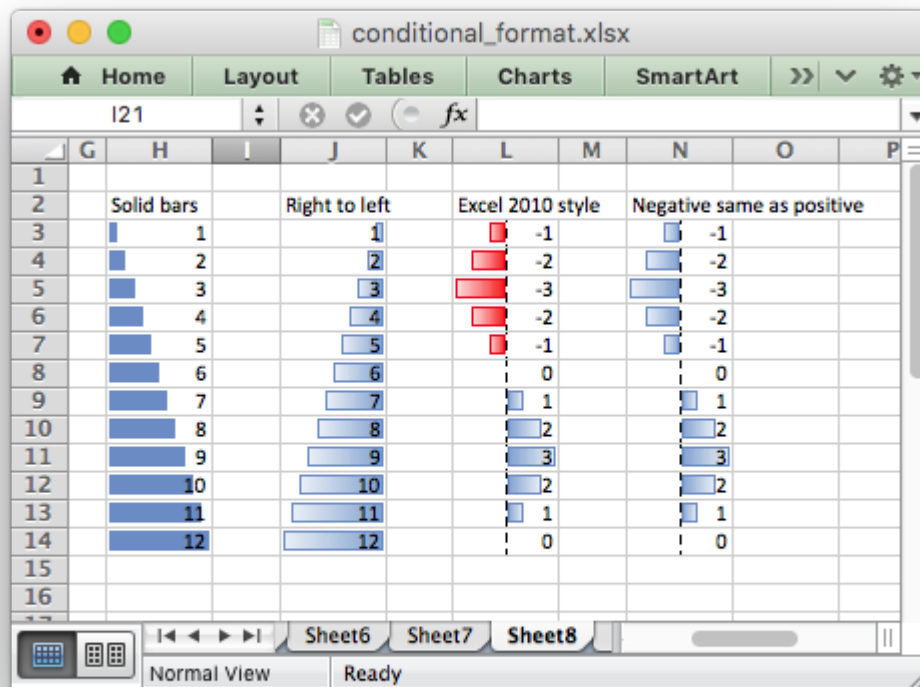 conditional_format.xlsx
Home Layout Tables Charts SmartArt
I21 fx
G H I J K L M N O P
1
2 Solid bars Right to left Excel 2010 style Negative same as positive
3 1 1 -1 -1
4 2 2 -2 -2
5 3 3 -3 -3
6 4 4 -2 -2
7 5 5 -1 -1
8 6 6 0 0
9 7 7 1 1
10 8 8 2 2
11 9 9 3 3
12 10 10 2 2
13 11 11 1 1
14 12 12 0 0
15
16
17
Sheet6 Sheet7 Sheet8
Normal View Ready